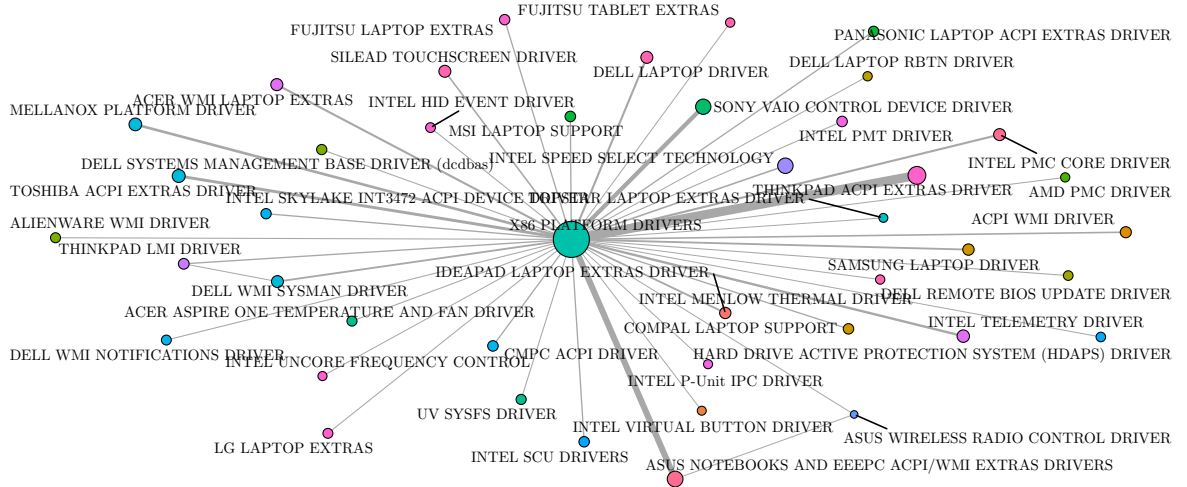 FUJITSU TABLET EXTRAS
FUJITSU LAPTOP EXTRAS
PANASONIC LAPTOP ACPI EXTRAS DRIVER
SILEAD TOUCHSCREEN DRIVER
DELL LAPTOP RBTN DRIVER
DELL LAPTOP DRIVER
ACER WMI LAPTOP EXTRAS
INTEL HID EVENT DRIVER
MELLANOX PLATFORM DRIVER
SONY VAIO CONTROL DEVICE DRIVER
MSI LAPTOP SUPPORT
INTEL PMT DRIVER
INTEL SPEED SELECT TECHNOLOGY
DELL SYSTEMS MANAGEMENT BASE DRIVER (dcdbas)
INTEL PMC CORE DRIVER
TOSHIBA ACPI EXTRAS DRIVER
THINKPAD ACPI EXTRAS DRIVER
AMD PMC DRIVER
INTEL SKYLAKE INT3472 ACPI DEVICE DRIVER
TOPSTAR LAPTOP EXTRAS DRIVER
ALIENWARE WMI DRIVER
X86 PLATFORM DRIVERS
ACPI WMI DRIVER
THINKPAD LMI DRIVER
SAMSUNG LAPTOP DRIVER
IDEAPAD LAPTOP EXTRAS DRIVER
DELL WMI SYSMAN DRIVER
INTEL MENLOW THERMAL DRIVER
DELL REMOTE BIOS UPDATE DRIVER
ACER ASPIRE ONE TEMPERATURE AND FAN DRIVER
COMPAL LAPTOP SUPPORT
INTEL TELEMETRY DRIVER
DELL WMI NOTIFICATIONS DRIVER
INTEL UNCORE FREQUENCY CONTROL
CMPC ACPI DRIVER
HARD DRIVE ACTIVE PROTECTION SYSTEM (HDAPS) DRIVER
INTEL P-Unit IPC DRIVER
UV SYSFS DRIVER
INTEL VIRTUAL BUTTON DRIVER
ASUS WIRELESS RADIO CONTROL DRIVER
LG LAPTOP EXTRAS
INTEL SCU DRIVERS
ASUS NOTEBOOKS AND EEEPC ACPI/WMI EXTRAS DRIVERS